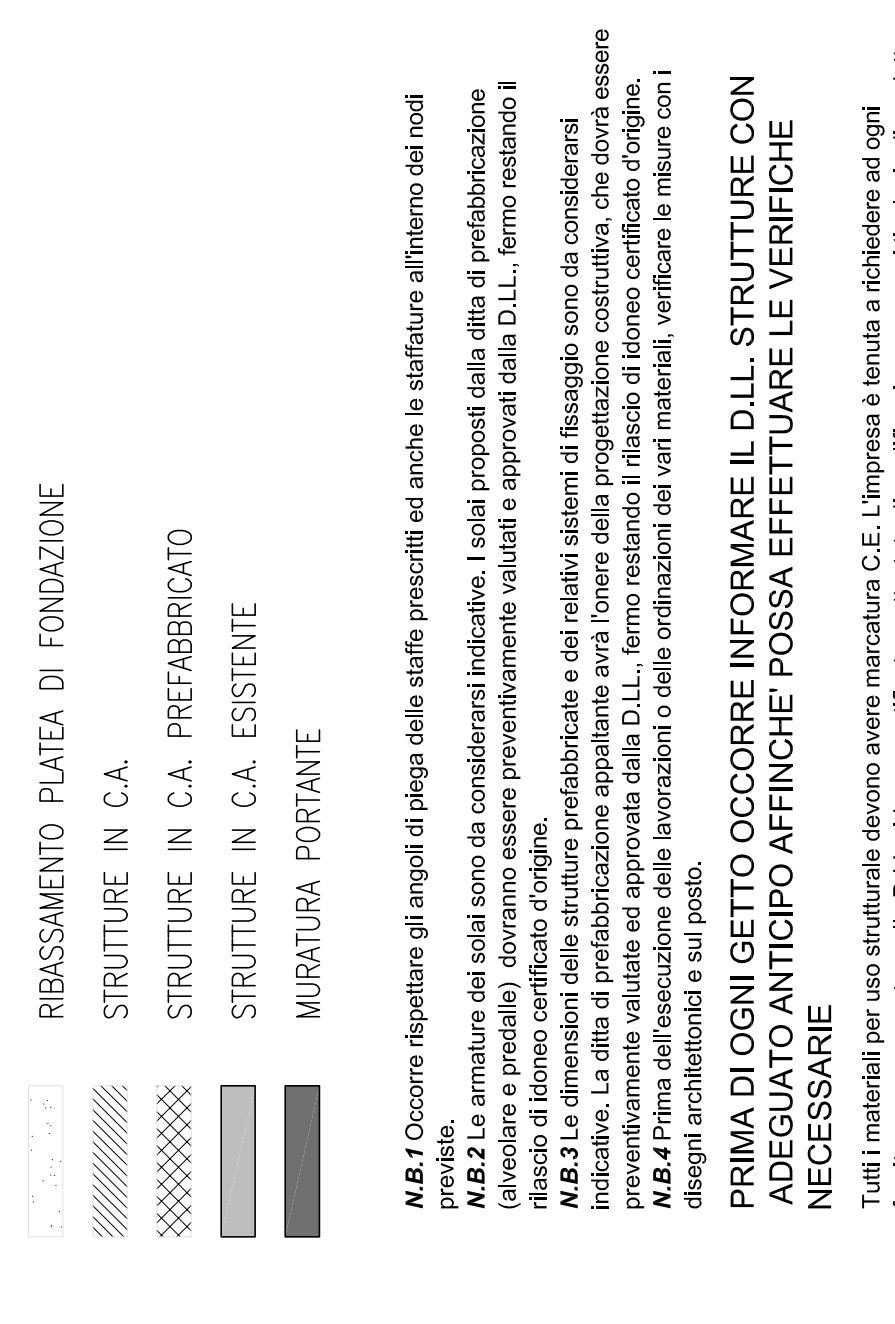 RIBASSAMENTO PLATEA DI FONDAZIONE
STRUTTURE IN C.A.
STRUTTURE IN C.A. PREFABBRICATO
STRUTTURE IN C.A. ESISTENTE
MURATURA PORTANTE
N.B.1 Occorre rispettare gli angoli di piega delle staffe prescritti ed anche le staffature all'interno dei nodi
previste.
N.B.2 Le armature dei solai sono da considerarsi indicative. I solai proposti dalla ditta di prefabbricazione
(alveolare e predalle) dovranno essere preventivamente valutati e approvati dalla D.LL., fermo restando il
rilascio di idoneo certificato d'origine.
N.B.3 Le dimensioni delle strutture prefabbricate e dei relativi sistemi di fissaggio sono da considerarsi
indicative. La ditta di prefabbricazione appaltante avrà l'onere della progettazione costruttiva, che dovrà essere
preventivamente valutate ed approvata dalla D.LL., fermo restando il rilascio di idoneo certificato d'origine.
N.B.4 Prima dell'esecuzione delle lavorazioni o delle ordinazioni dei vari materiali, verificare le misure con i
disegni architettonici e sul posto.
PRIMA DI OGNI GETTO OCCORRE INFORMARE IL D.LL. STRUTTURE CON
ADEGUATO ANTICIPO AFFINCHE' POSSA EFFETTUARE LE VERIFICHE
NECESSARIE
Tutti i materiali per uso strutturale devono avere marcatura C.E. L'impresa è tenuta a richiedere ad ogni